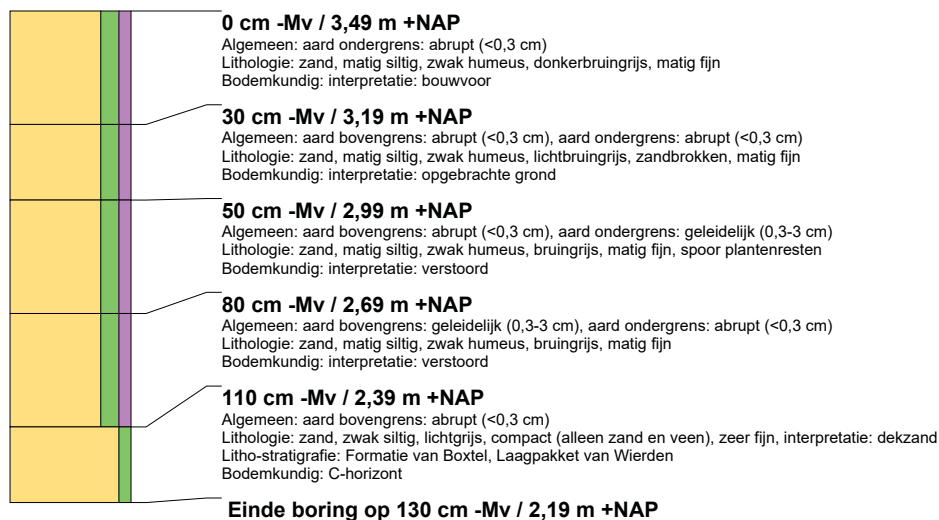 0 cm -Mv / 3,49 m +NAP
Algemeen: aard ondergrens: abrupt (<0,3 cm)
Lithologie: zand, matig siltig, zwak humeus, donkerbruingrijs, matig fijn
Bodemkundig: interpretatie: bouwvoor
30 cm -Mv / 3,19 m +NAP
Algemeen: aard bovengrens: abrupt (<0,3 cm), aard ondergrens: abrupt (<0,3 cm)
Lithologie: zand, matig siltig, zwak humeus, lichtbruingrijs, zandbrokken, matig fijn
Bodemkundig: interpretatie: opgebrachte grond
50 cm -Mv / 2,99 m +NAP
Algemeen: aard bovengrens: abrupt (<0,3 cm), aard ondergrens: geleidelijk (0,3-3 cm)
Lithologie: zand, matig siltig, zwak humeus, bruingrijs, matig fijn, spoor plantenresten
Bodemkundig: interpretatie: verstoord
80 cm -Mv / 2,69 m +NAP
Algemeen: aard bovengrens: geleidelijk (0,3-3 cm), aard ondergrens: abrupt (<0,3 cm)
Lithologie: zand, matig siltig, zwak humeus, bruingrijs, matig fijn
Bodemkundig: interpretatie: verstoord
110 cm -Mv / 2,39 m +NAP
Algemeen: aard bovengrens: abrupt (<0,3 cm)
Lithologie: zand, zwak siltig, lichtgrijs, compact (alleen zand en veen), zeer fijn, interpretatie: dekzand
Litho-stratigrafie: Formatie van Boxtel, Laagpakket van Wierden
Bodemkundig: C-horizont
Einde boring op 130 cm -Mv / 2,19 m +NAP